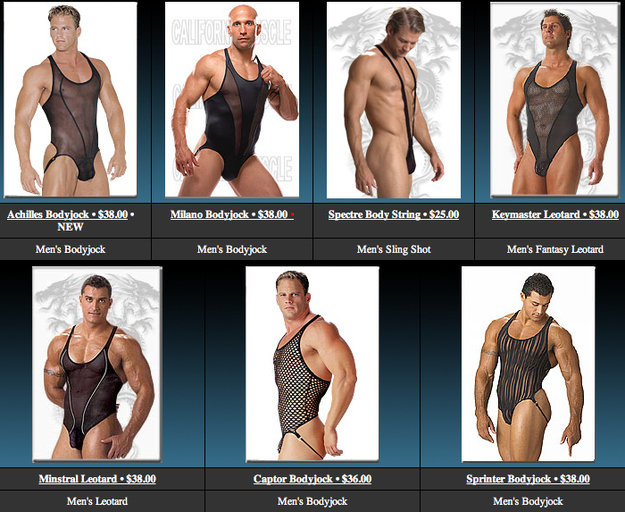 CALIFORNIA MUSCLE
Achilles Bodyjock • $38.00 •
NEW
Milano Bodyjock • $38.00 •
Spectre Body String • $25.00
Keymaster Leotard • $38.00
Men's Bodyjock
Men's Bodyjock
Men's Sling Shot
Men's Fantasy Leotard
Minstral Leotard • $38.00
Captor Bodyjock • $36.00
Sprinter Bodyjock • $38.00
Men's Leotard
Men's Bodyjock
Men's Bodyjock